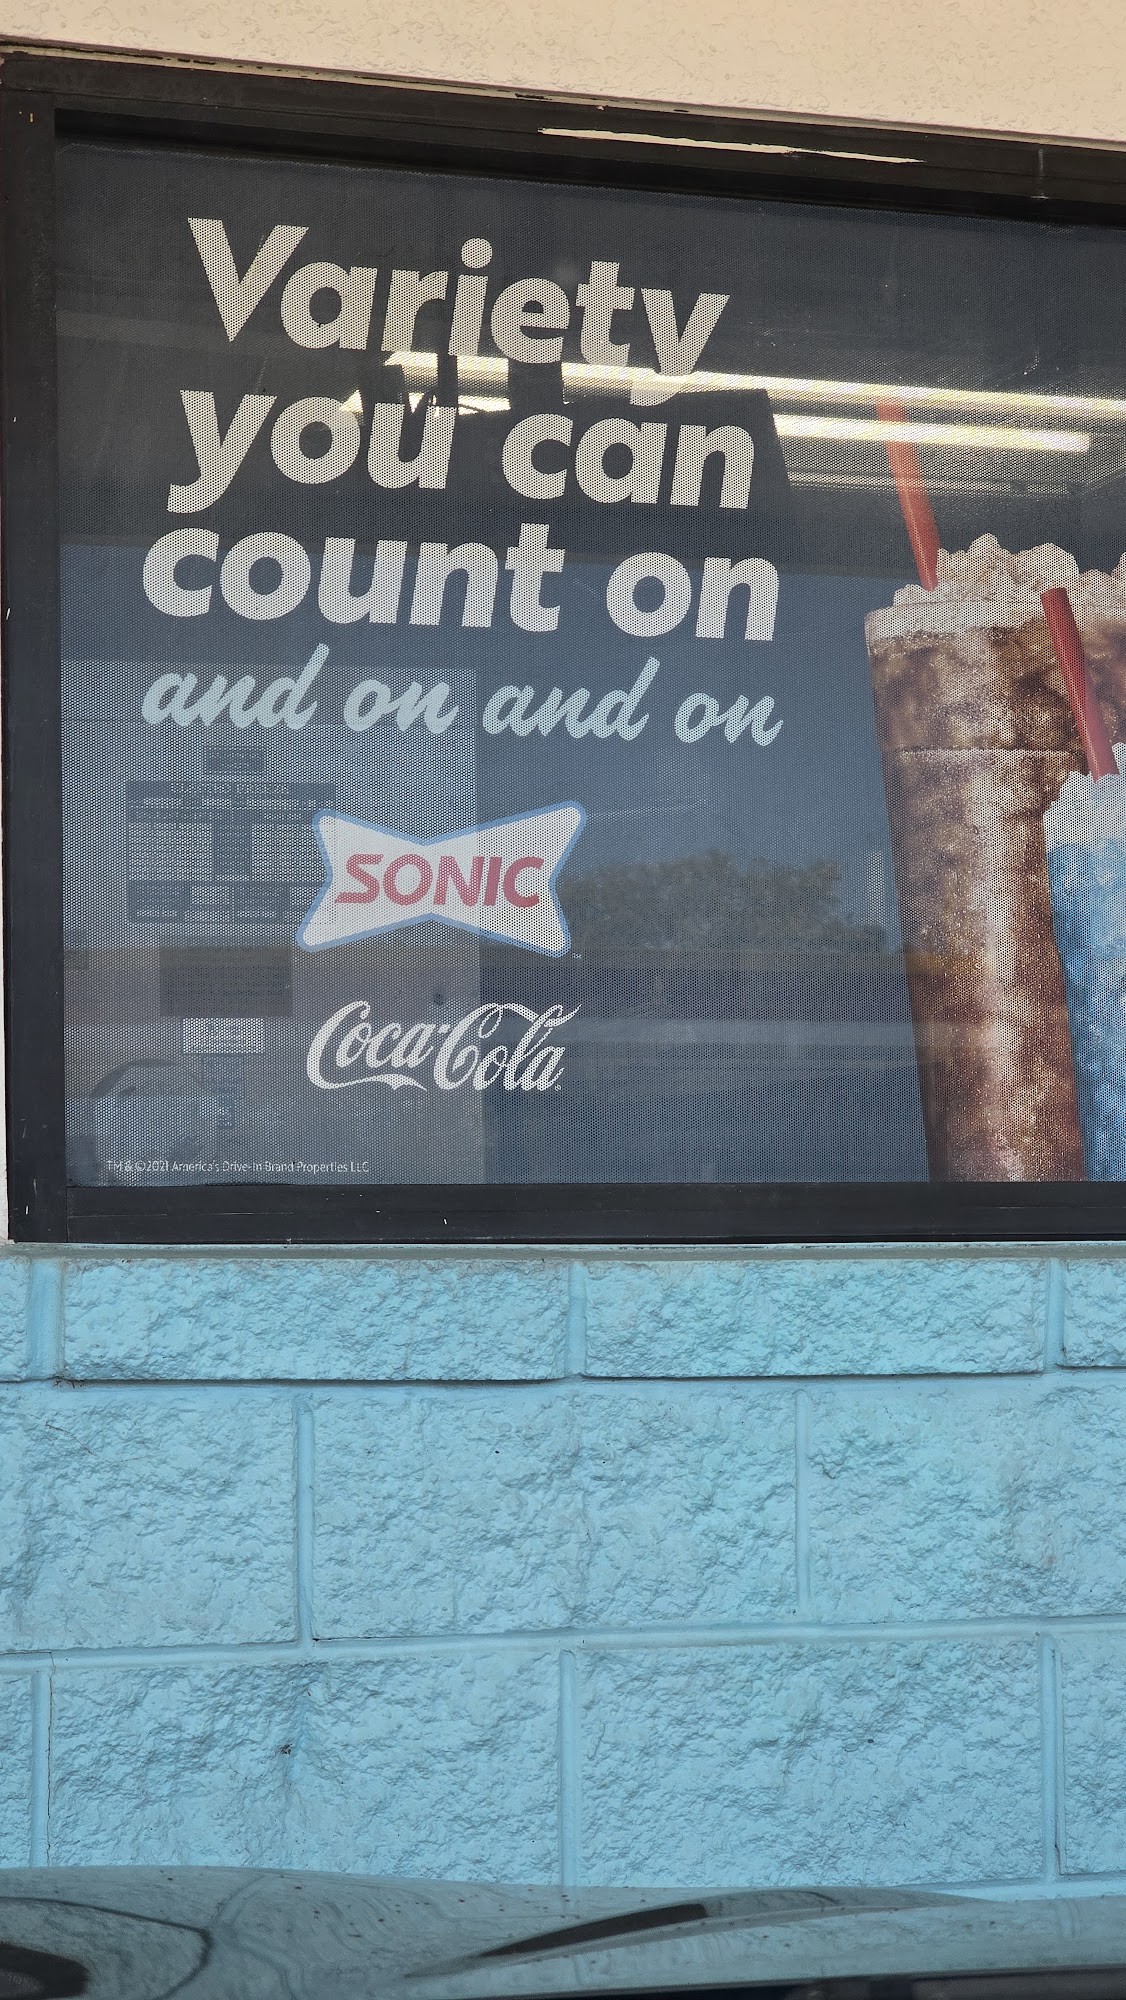 Variety
you can
count on
and on and on
SONIC
™
Coca-Cola
®
TM & ©2021 America's Drive-In Brand Properties LLC